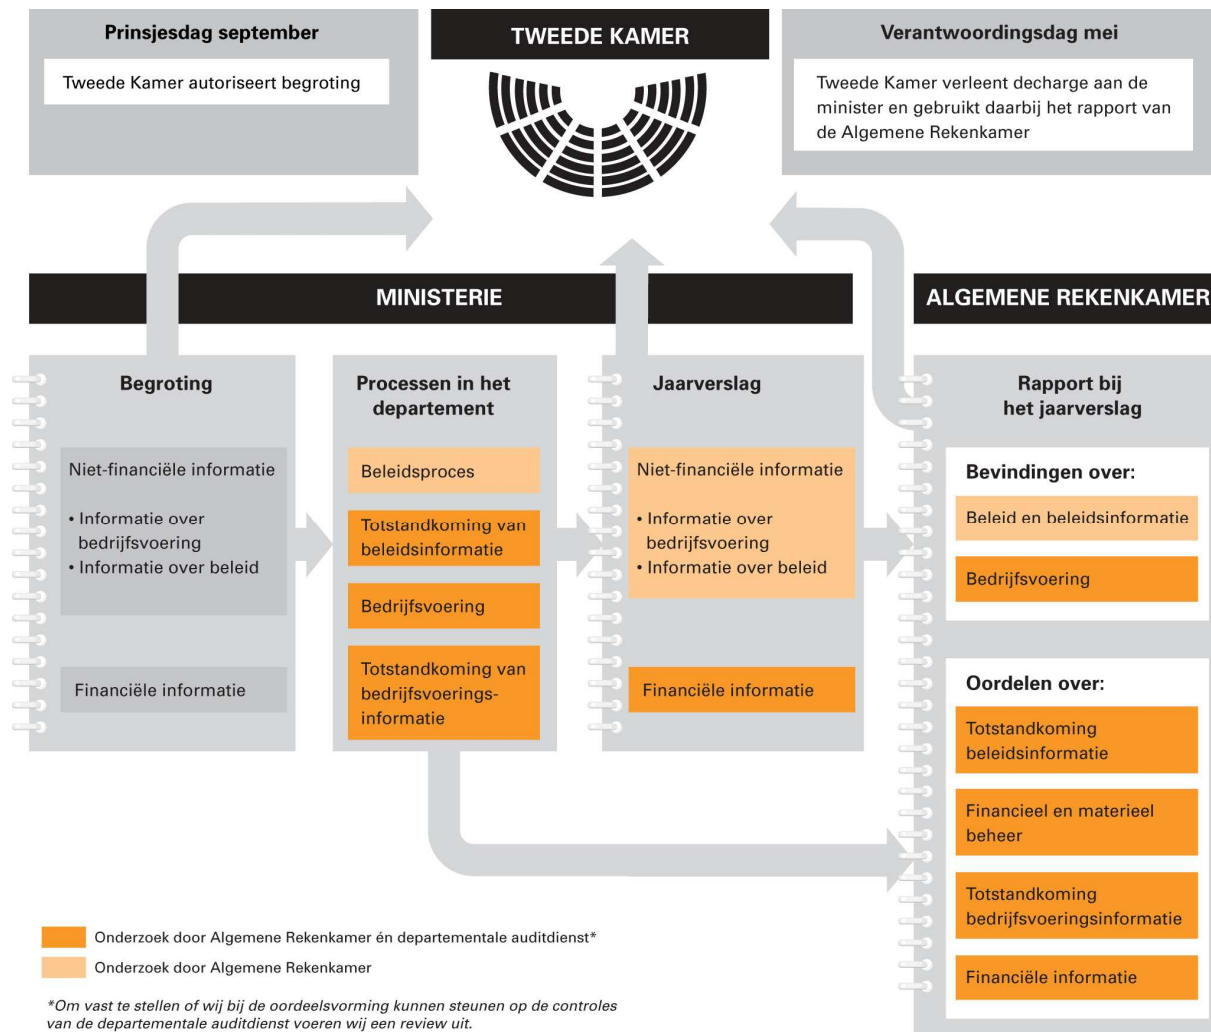 Prinsjesdag september
Tweede Kamer autoriseert begroting
TWEEDE KAMER
Verantwoordingsdag mei
Tweede Kamer verleent decharge aan de
minister en gebruikt daarbij het rapport van
de Algemene Rekenkamer
MINISTERIE
ALGEMENE REKENKAMER
Begroting
Niet-financiële informatie
• Informatie over
bedrijfsvoering
• Informatie over beleid
Financiële informatie
Processen in het
departement
Beleidsproces
Totstandkoming van
beleidsinformatie
Bedrijfsvoering
Totstandkoming van
bedrijfsvoerings-
informatie
Jaarverslag
Niet-financiële informatie
• Informatie over
bedrijfsvoering
• Informatie over beleid
Financiële informatie
Rapport bij
het jaarverslag
Bevindingen over:
Beleid en beleidsinformatie
Bedrijfsvoering
Oordelen over:
Totstandkoming
beleidsinformatie
Financieel en materieel
beheer
Totstandkoming
bedrijfsvoeringsinformatie
Financiële informatie
Onderzoek door Algemene Rekenkamer én departementale auditdienst*
Onderzoek door Algemene Rekenkamer
*Om vast te stellen of wij bij de oordeelsvorming kunnen steunen op de controles
van de departementale auditdienst voeren wij een review uit.